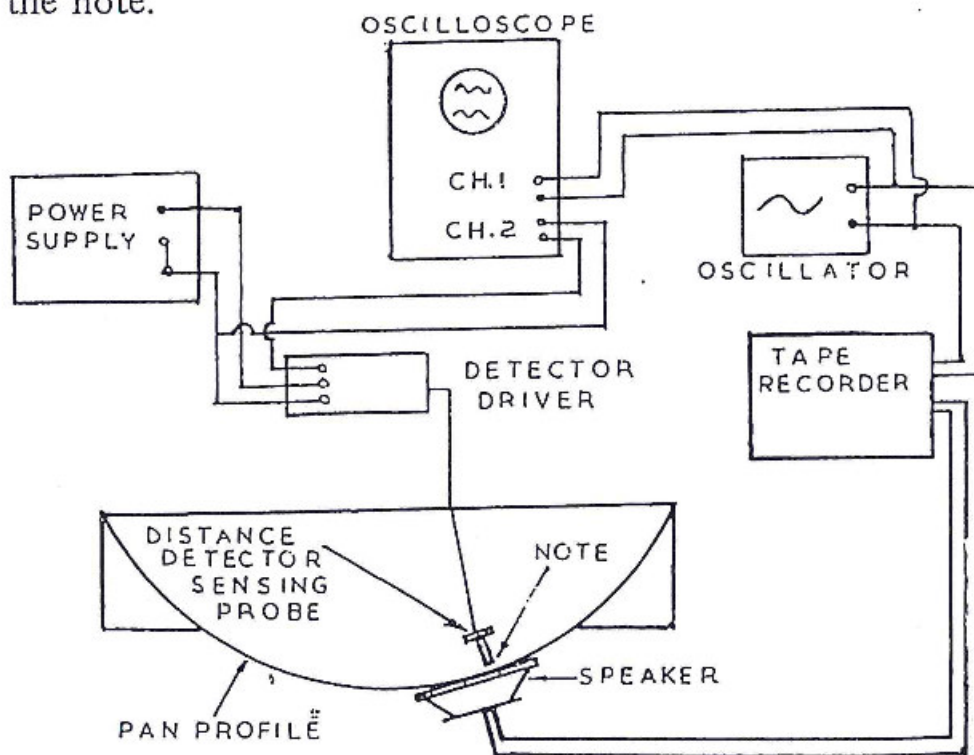 the note.
OSCILLOSCOPE
CH.1
CH.2
POWER
SUPPLY
OSCILLATOR
TAPE
RECORDER
DETECTOR
DRIVER
DISTANCE
DETECTOR
SENSING
PROBE
NOTE
SPEAKER
PAN PROFILE